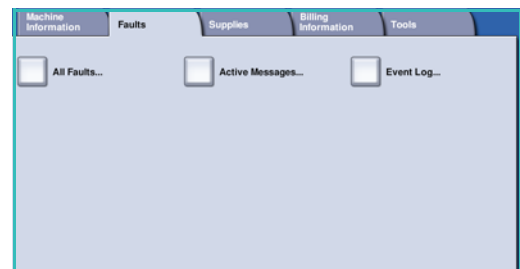 Machine
Information
Faults
Supplies
Billing
Information
Tools
All Faults...
Active Messages...
Event Log...